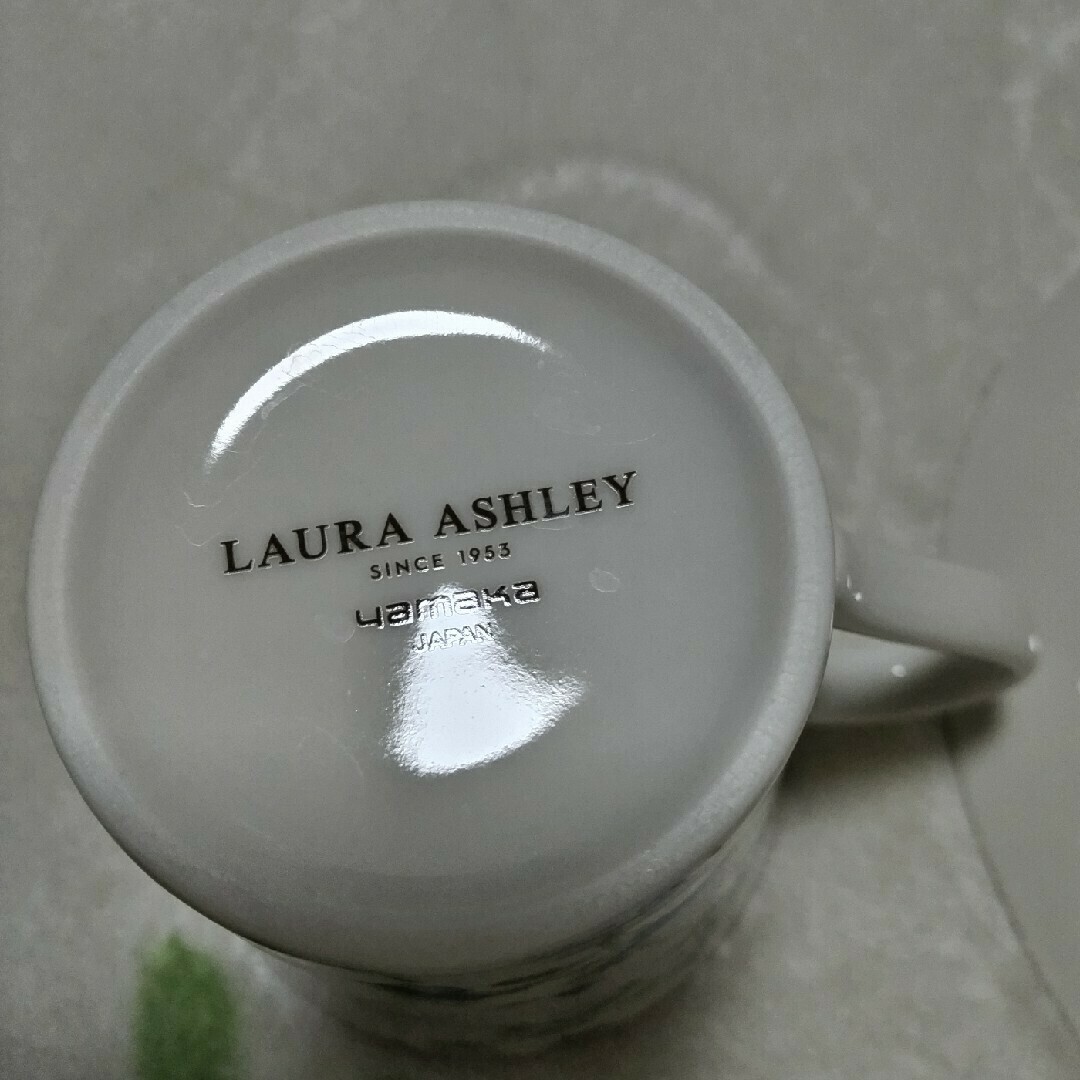 LAURA ASHLEY
SINCE 1953
yamaka
JAPAN